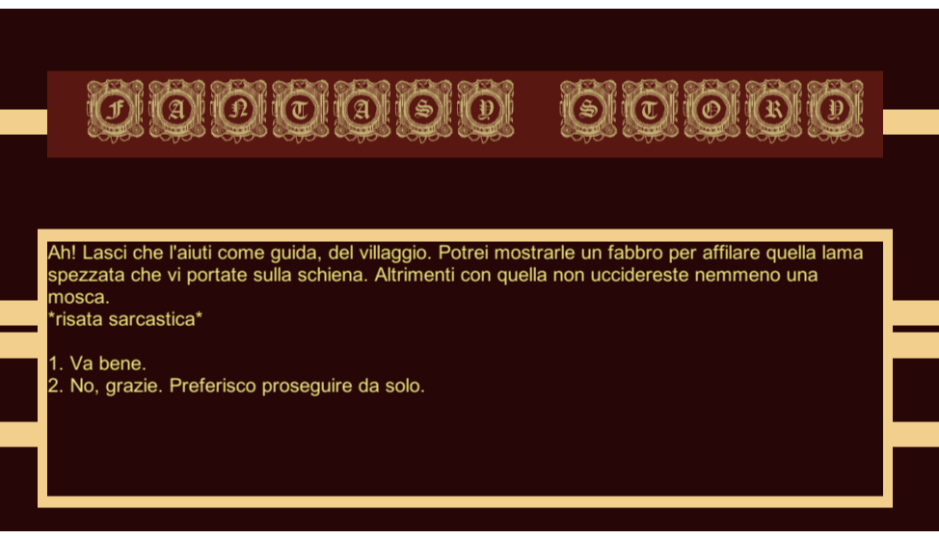 FANTASY STORY
Ah! Lasci che l'aiuti come guida, del villaggio. Potrei mostrarle un fabbro per affilare quella lama
spezzata che vi portate sulla schiena. Altrimenti con quella non uccidereste nemmeno una
mosca.
*risata sarcastica*
1. Va bene.
2. No, grazie. Preferisco proseguire da solo.